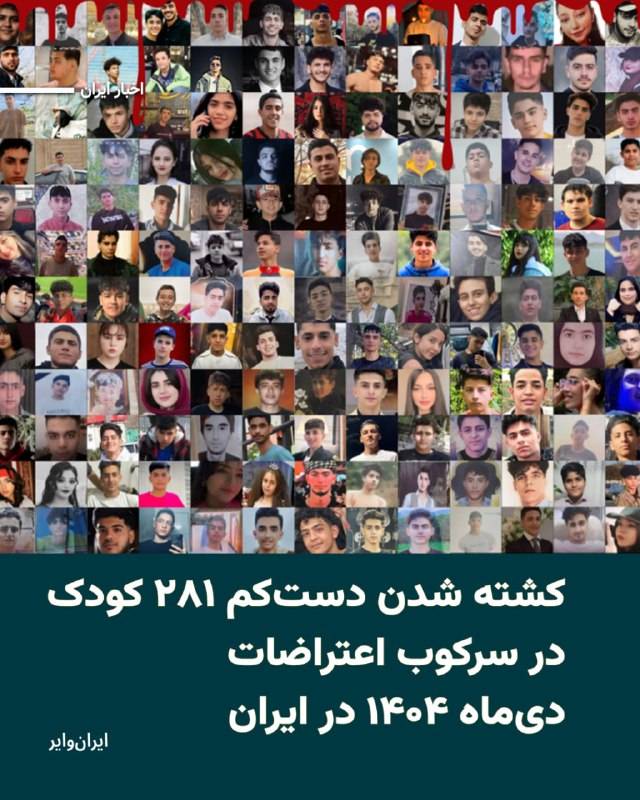 اخبار ایران
کشته شدن دست‌کم ۲۸۱ کودک
در سرکوب اعتراضات
دی‌ماه ۱۴۰۴ در ایران
ایران‌وایر